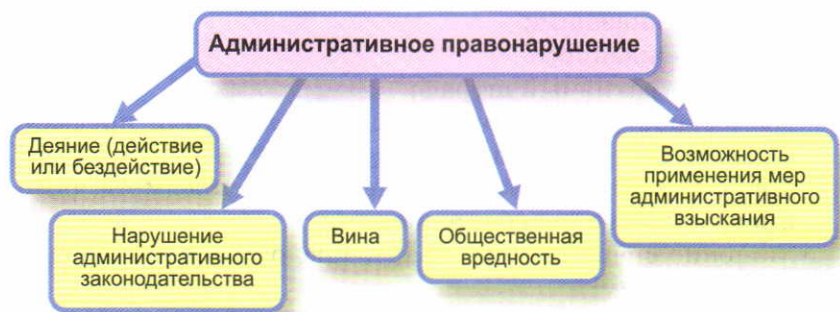 Административное правонарушение
Деяние (действие
или бездействие)
Нарушение
административного
законодательства
Вина
Общественная
вредность
Возможность
применения мер
административного
взыскания